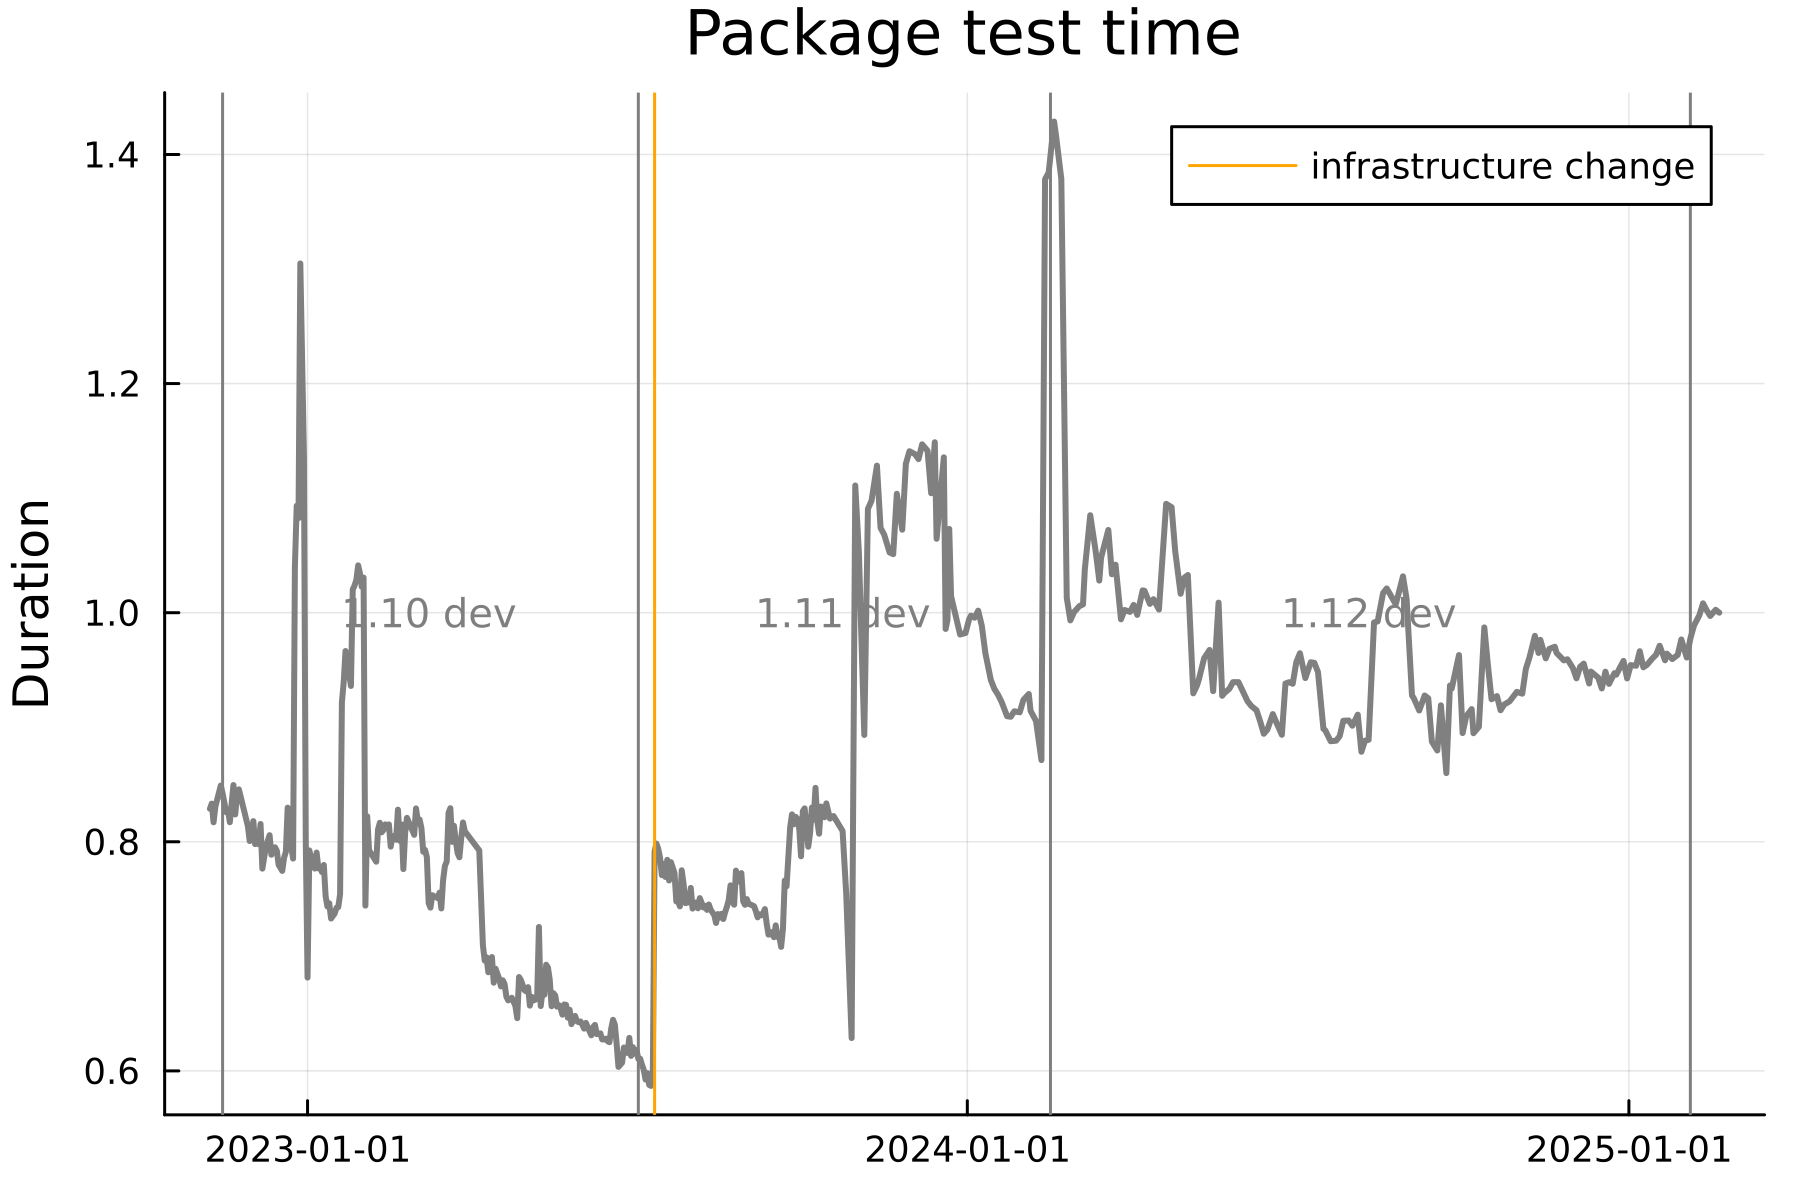 Package test time
infrastructure change
Duration
1.4
1.2
1.0
0.8
0.6
1.10 dev
1.11 dev
1.12 dev
2023-01-01
2024-01-01
2025-01-01